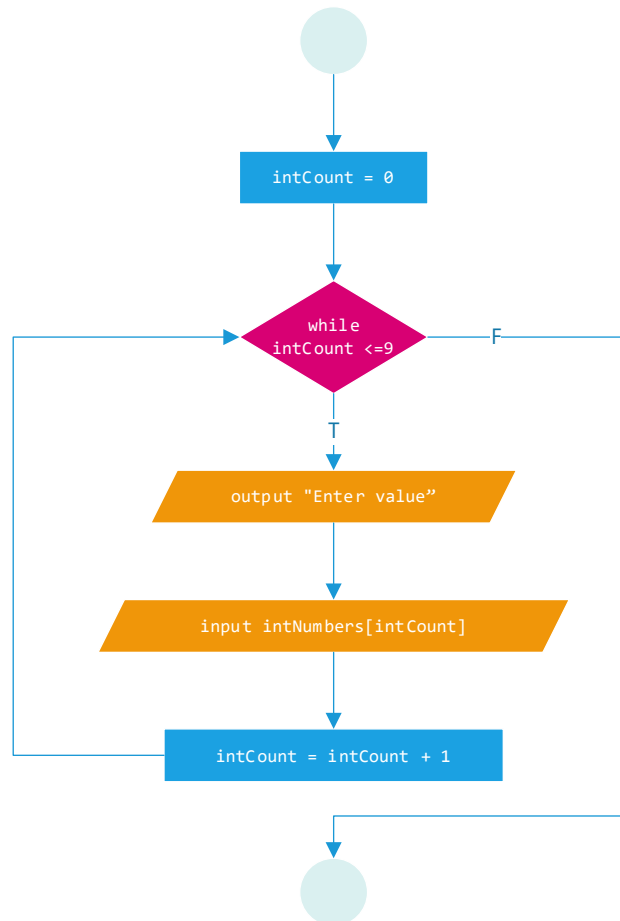 intCount = 0
while
intCount <=9
F
T
output "Enter value”
input intNumbers[intCount]
intCount = intCount + 1